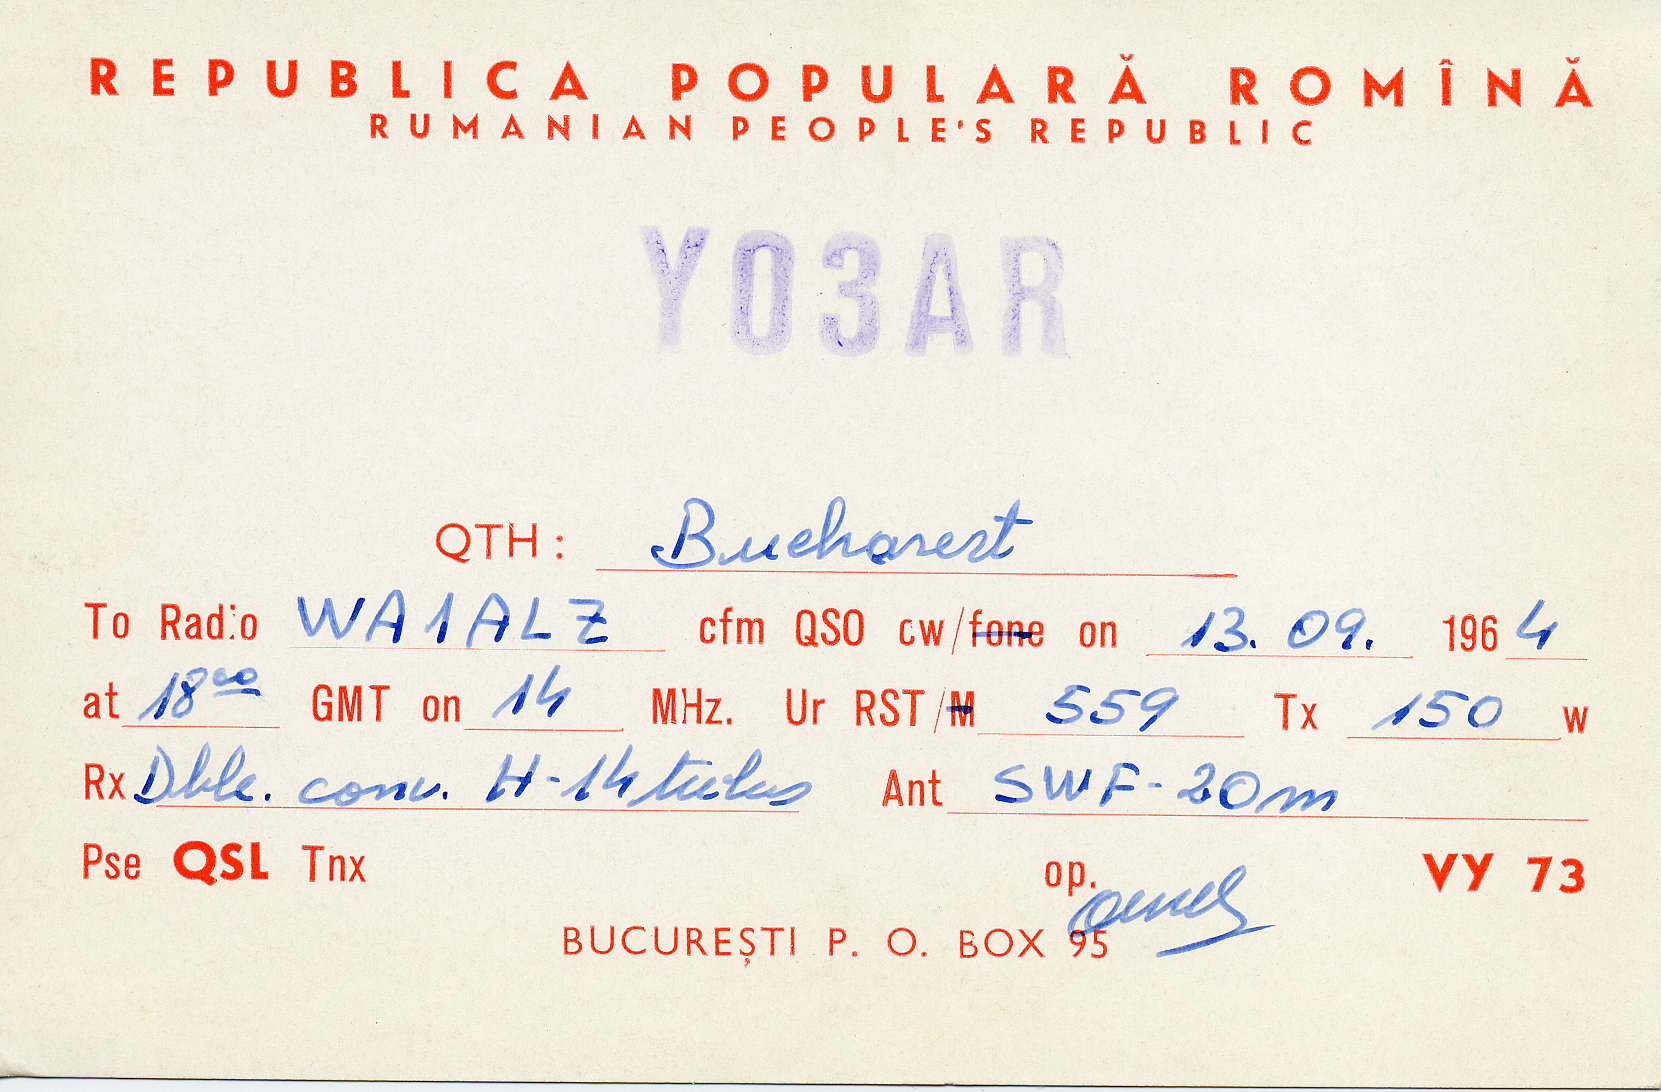 REPUBLICA POPULARĂ ROMÎNĂ
RUMANIAN PEOPLE'S REPUBLIC
YO3AR
QTH: Bucharest
To Radio WA1ALZ cfm QSO cw/fone on 13. 09. 1964
at 18⁰⁰ GMT on 14 MHz. Ur RST/M 559 Tx 150 w
Rx Dble. conv. H-14 tubes Ant SWF-20m
Pse QSL Tnx op. VY 73
BUCUREȘTI P. O. BOX 95